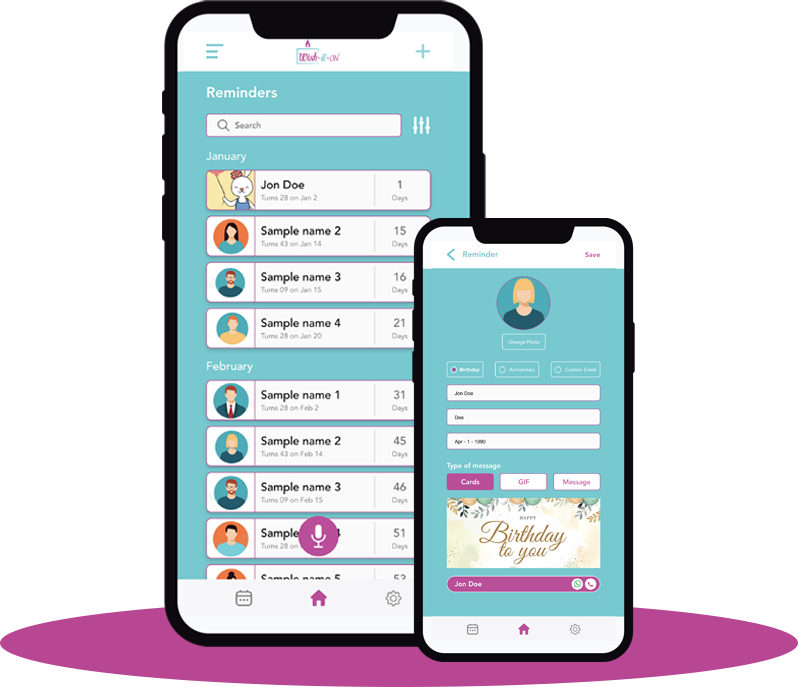 Wish-it-ON
Reminders
Search
January
Jon Doe
Turns 28 on Jan 2
1
Days
Sample name 2
Turns 43 on Jan 14
15
Days
Sample name 3
Turns 09 on Jan 15
16
Days
Sample name 4
Turns 28 on Jan 20
21
Days
February
Sample name 1
Turns 28 on Feb 2
31
Days
Sample name 2
Turns 43 on Feb 14
45
Days
Sample name 3
Turns 09 on Feb 15
46
Days
Sample 4
Turns 28 on
51
Days
Sample name 5
53
Reminder
Save
Change Photo
Birthday
Anniversary
Custom Event
Jon Doe
Doe
Apr - 1 - 1990
Type of message
Cards
GIF
Message
HAPPY
Birthday
to you
Jon Doe